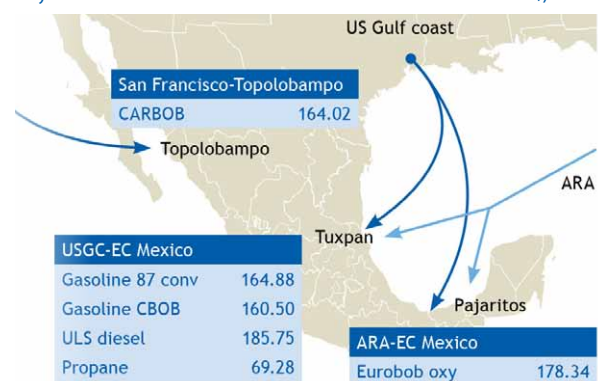 US Gulf coast
San Francisco-Topolobampo
CARBOB 164.02
Topolobampo
ARA
Tuxpan
USGC-EC Mexico
Gasoline 87 conv 164.88
Gasoline CBOB 160.50
ULS diesel 185.75
Propane 69.28
Pajaritos
ARA-EC Mexico
Eurobob oxy 178.34